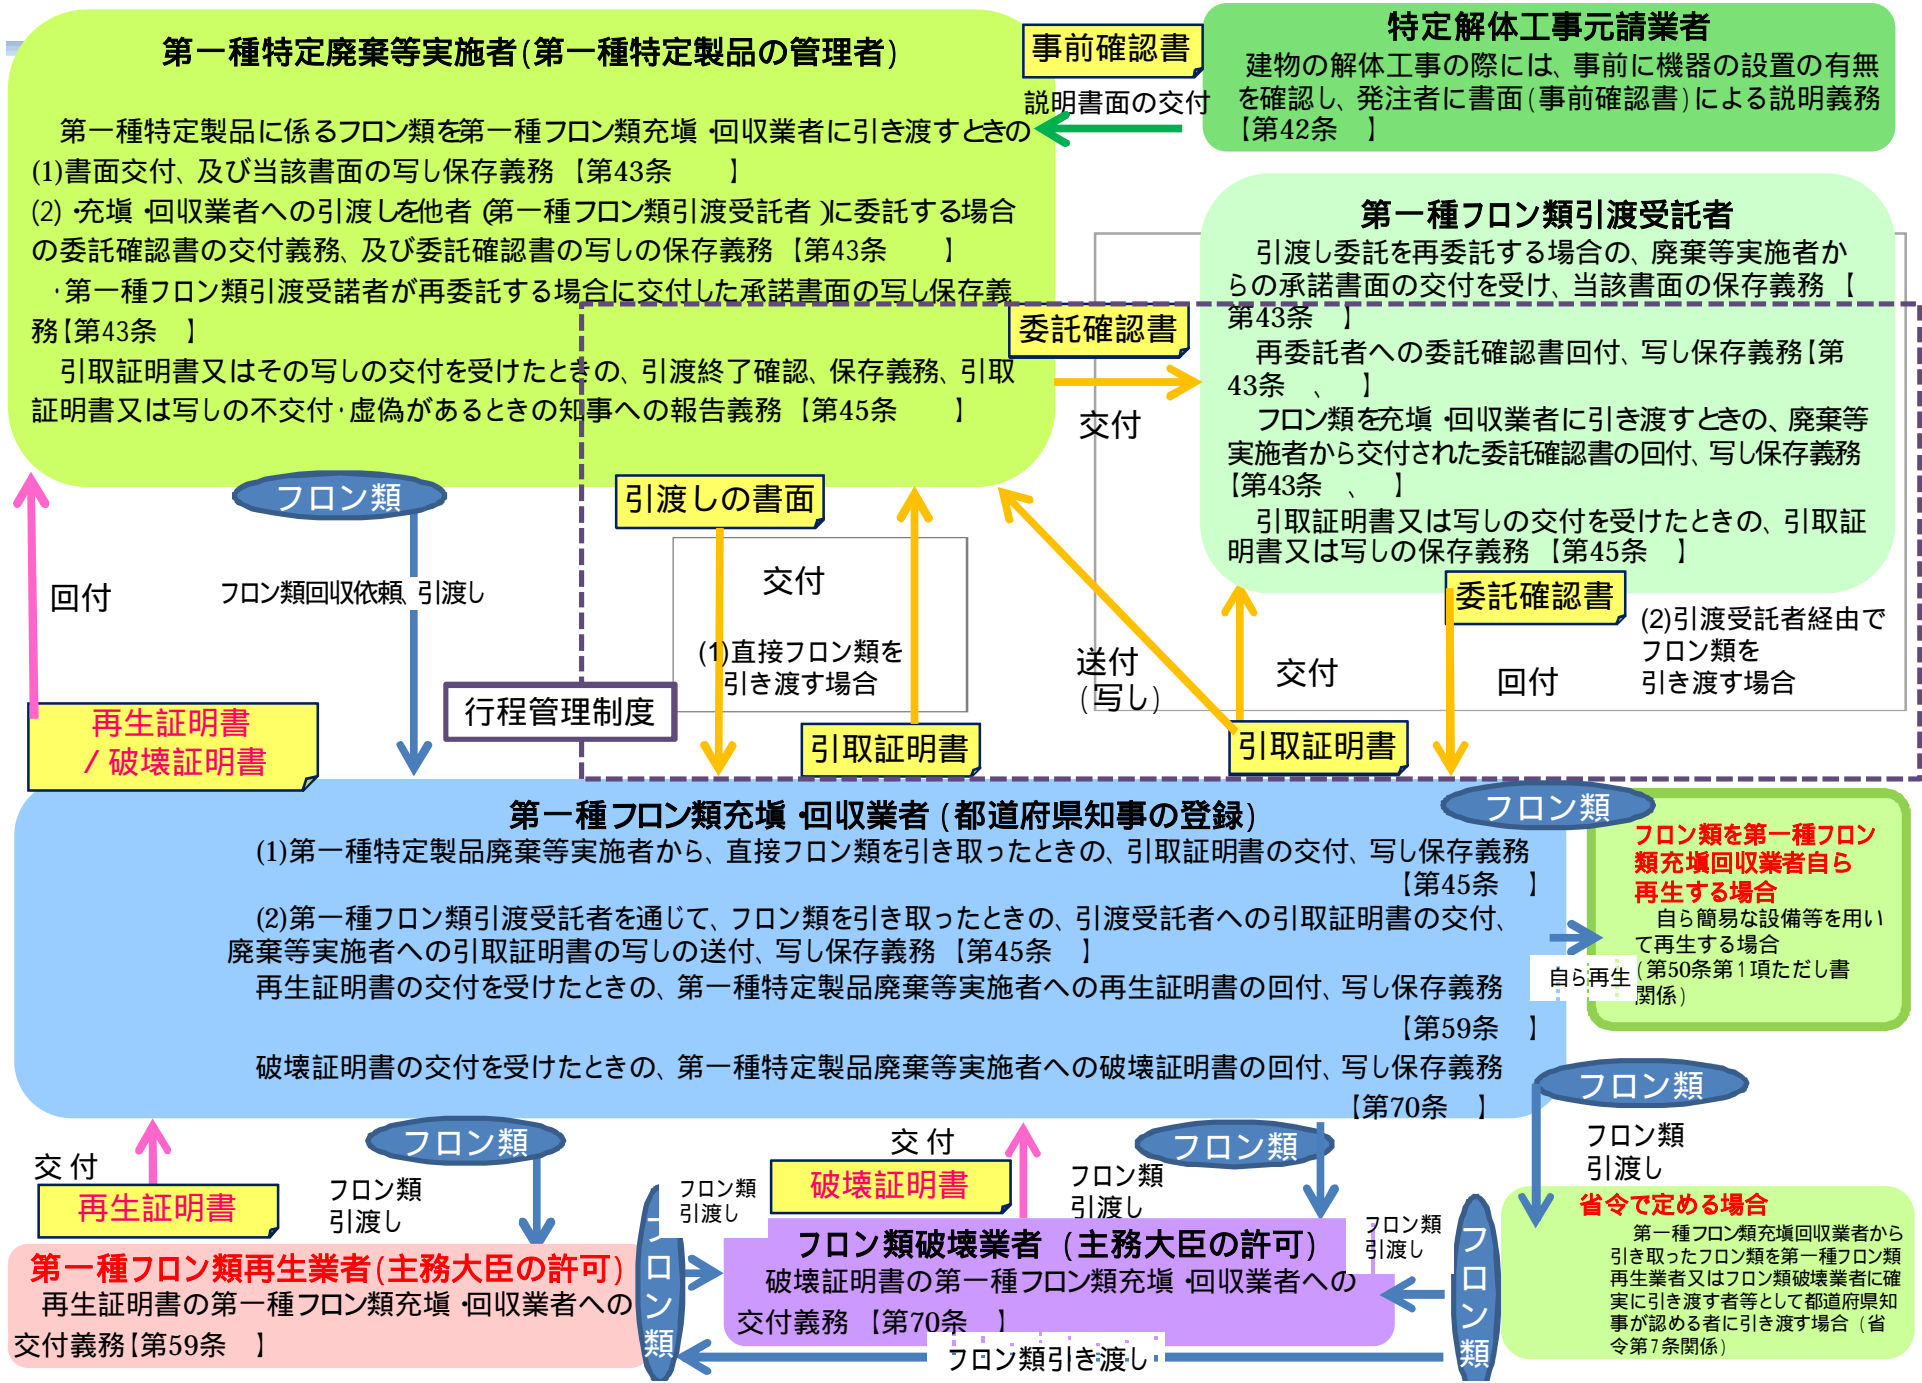 第一種特定廃棄等実施者(第一種特定製品の管理者)
第一種特定製品に係るフロン類を第一種フロン類充塡・回収業者に引き渡すときの
(1)書面交付、及び当該書面の写し保存義務【第43条　　】
(2)・充塡・回収業者への引渡しを他者(第一種フロン類引渡受託者)に委託する場合
の委託確認書の交付義務、及び委託確認書の写しの保存義務【第43条　　】
・第一種フロン類引渡受諾者が再委託する場合に交付した承諾書面の写し保存義
務【第43条　】
引取証明書又はその写しの交付を受けたときの、引渡終了確認、保存義務、引取
証明書又は写しの不交付・虚偽があるときの知事への報告義務【第45条　　】
事前確認書
説明書面の交付
特定解体工事元請業者
建物の解体工事の際には、事前に機器の設置の有無
を確認し、発注者に書面(事前確認書)による説明義務
【第42条　】
第一種フロン類引渡受託者
引渡し委託を再委託する場合の、廃棄等実施者か
らの承諾書面の交付を受け、当該書面の保存義務【
第43条　】
再委託者への委託確認書回付、写し保存義務【第
43条　、　】
フロン類を充塡・回収業者に引き渡すときの、廃棄等
実施者から交付された委託確認書の回付、写し保存義務
【第43条　、　】
引取証明書又は写しの交付を受けたときの、引取証
明書又は写しの保存義務【第45条　】
委託確認書
交付
フロン類
引渡しの書面
回付
フロン類回収依頼、引渡し
交付
(1)直接フロン類を
引き渡す場合
送付
(写し)
交付
委託確認書
回付
(2)引渡受託者経由で
フロン類を
引き渡す場合
行程管理制度
再生証明書
/破壊証明書
引取証明書
引取証明書
第一種フロン類充塡・回収業者(都道府県知事の登録)
(1)第一種特定製品廃棄等実施者から、直接フロン類を引き取ったときの、引取証明書の交付、写し保存義務
【第45条　】
(2)第一種フロン類引渡受託者を通じて、フロン類を引き取ったときの、引渡受託者への引取証明書の交付、
廃棄等実施者への引取証明書の写しの送付、写し保存義務【第45条　】
再生証明書の交付を受けたときの、第一種特定製品廃棄等実施者への再生証明書の回付、写し保存義務
【第59条　】
破壊証明書の交付を受けたときの、第一種特定製品廃棄等実施者への破壊証明書の回付、写し保存義務
【第70条　】
フロン類
フロン類を第一種フロン
類充塡回収業者自ら
再生する場合
自ら簡易な設備等を用い
て再生する場合
(第50条第1項ただし書
関係)
自ら再生
フロン類
フロン類
引渡し
交付
再生証明書
フロン類
フロン類
引渡し
フロン類
引渡し
交付
破壊証明書
フロン類
フロン類
引渡し
フロン類
引渡し
第一種フロン類再生業者(主務大臣の許可)
再生証明書の第一種フロン類充塡・回収業者への
交付義務【第59条　】
フロン類
フロン類破壊業者(主務大臣の許可)
破壊証明書の第一種フロン類充塡・回収業者への
交付義務【第70条　】
フロン類引き渡し
フロン類
省令で定める場合
第一種フロン類充塡回収業者から
引き取ったフロン類を第一種フロン類
再生業者又はフロン類破壊業者に確
実に引き渡す者等として都道府県知
事が認める者に引き渡す場合(省
令第7条関係)